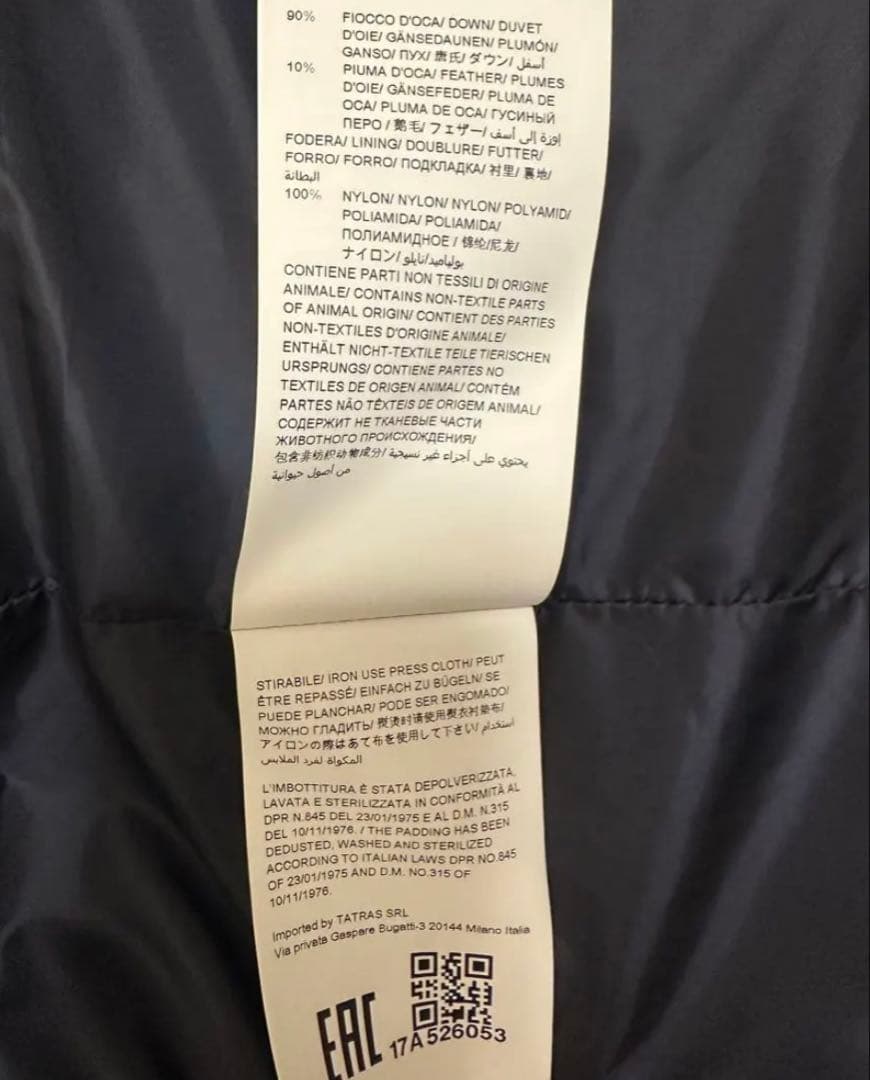 90% FIOCCO D'OCA/ DOWN/ DUVET
D'OIE/ GÄNSEDAUNEN/ PLUMÓN/
GANSO/ ПУХ/ 唐氏/ ダウン/ أسفل
10% PIUMA D'OCA/ FEATHER/ PLUMES
D'OIE/ GÄNSEFEDER/ PLUMA DE
OCA/ PLUMA DE OCA/ ГУСИНЫЙ
ПЕРО / 鹅毛/ フェザー/ إوزة إلى أسف
FODERA/ LINING/ DOUBLURE/ FUTTER/
FORRO/ FORRO/ ПОДКЛАДКА/ 衬里/ 裏地/
البطانة
100% NYLON/ NYLON/ NYLON/ POLYAMID/
POLIAMIDA/ POLIAMIDA/
ПОЛИАМИДНОЕ / 锦纶/尼龙/
ナイロン/ بولياميد/نايلو
CONTIENE PARTI NON TESSILI DI ORIGINE
ANIMALE/ CONTAINS NON-TEXTILE PARTS
OF ANIMAL ORIGIN/ CONTIENT DES PARTIES
NON-TEXTILES D'ORIGINE ANIMALE/
ENTHÄLT NICHT-TEXTILE TEILE TIERISCHEN
URSPRUNGS/ CONTIENE PARTES NO
TEXTILES DE ORIGEN ANIMAL/ CONTÉM
PARTES NÃO TÊXTEIS DE ORIGEM ANIMAL/
СОДЕРЖИТ НЕ ТКАНЕВЫЕ ЧАСТИ
ЖИВОТНОГО ПРОИСХОЖДЕНИЯ/
包含非纺织动物成分/ يحتوي على أجزاء غير نسيجية
من أصول حيوانية
STIRABILE/ IRON USE PRESS CLOTH/ PEUT
ÊTRE REPASSÉ/ EINFACH ZU BÜGELN/ SE
PUEDE PLANCHAR/ PODE SER ENGOMADO/
МОЖНО ГЛАДИТЬ/ 熨烫时请使用熨衣衬垫布/
アイロンの際はあて布を使用して下さい/ استخدام
المكواة لفرد الملابس
L'IMBOTTITURA È STATA DEPOLVERIZZATA,
LAVATA E STERILIZZATA IN CONFORMITÀ AL
DPR N.845 DEL 23/01/1975 E AL D.M. N.315
DEL 10/11/1976. / THE PADDING HAS BEEN
DEDUSTED, WASHED AND STERILIZED
ACCORDING TO ITALIAN LAWS DPR NO.845
OF 23/01/1975 AND D.M. NO.315 OF
10/11/1976.
Imported by TATRAS SRL
Via privata Gaspare Bugatti-3 20144 Milano Italia
EAC
17A526053